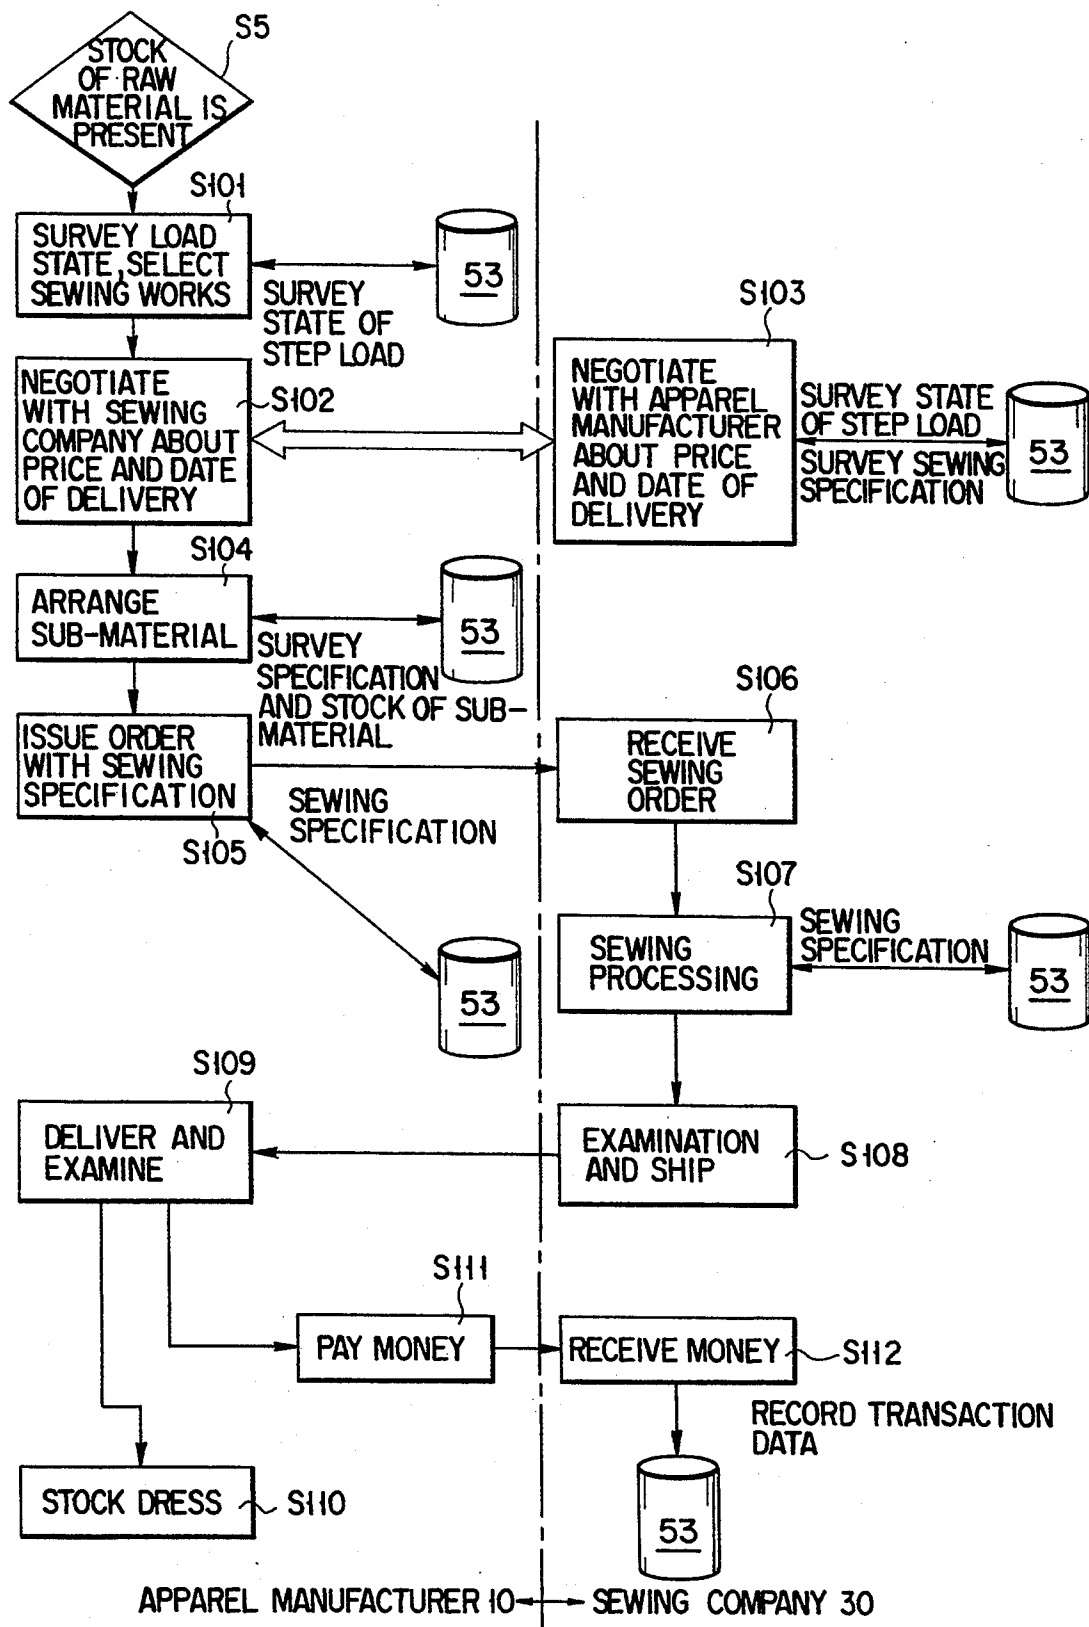 S5
STOCK
OF RAW
MATERIAL IS
PRESENT
S101
SURVEY LOAD
STATE, SELECT
SEWING WORKS
53
SURVEY
STATE OF
STEP LOAD
S102
NEGOTIATE
WITH SEWING
COMPANY ABOUT
PRICE AND DATE
OF DELIVERY
S103
NEGOTIATE
WITH APPAREL
MANUFACTURER
ABOUT PRICE
AND DATE OF
DELIVERY
SURVEY STATE
OF STEP LOAD
SURVEY SEWING
SPECIFICATION
53
S104
ARRANGE
SUB-MATERIAL
53
SURVEY
SPECIFICATION
AND STOCK OF SUB-
MATERIAL
ISSUE ORDER
WITH SEWING
SPECIFICATION
S105
SEWING
SPECIFICATION
53
S106
RECEIVE
SEWING
ORDER
S107
SEWING
PROCESSING
SEWING
SPECIFICATION
53
S109
DELIVER AND
EXAMINE
EXAMINATION
AND SHIP
S108
S111
PAY MONEY
RECEIVE MONEY
S112
RECORD TRANSACTION
DATA
53
STOCK DRESS
S110
APPAREL MANUFACTURER 10
SEWING COMPANY 30